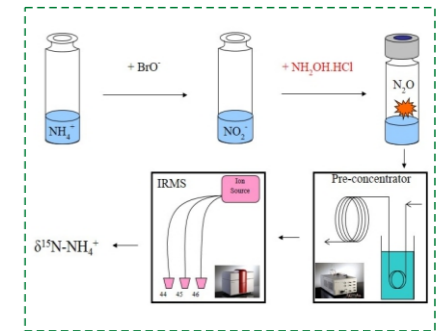 + BrO⁻
+ NH₂OH.HCl
NH₄⁺
NO₂⁻
N₂O
IRMS
Ion
Source
44 45 46
Pre-concentrator
δ¹⁵N-NH₄⁺